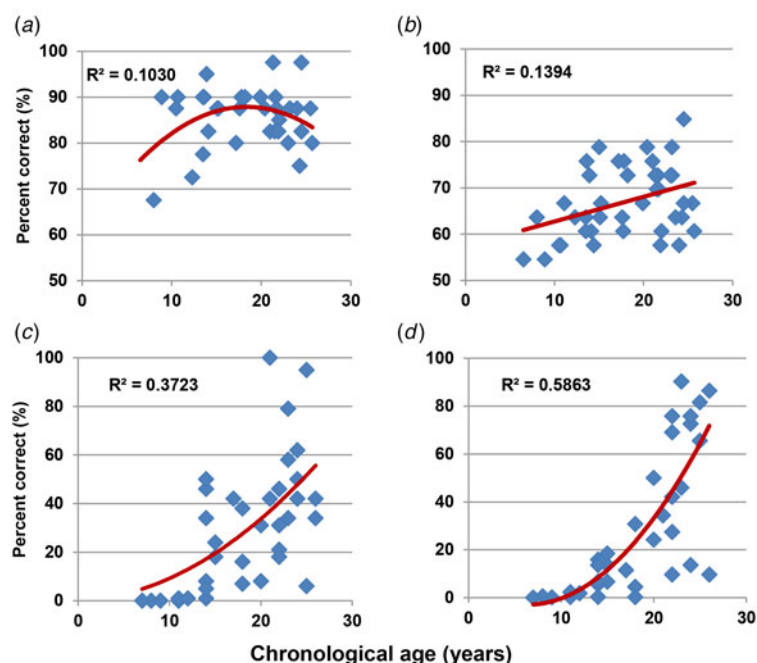 (a)
(b)
100
90
80
70
60
50
Percent correct (%)
R² = 0.1030
0 10 20 30
100
90
80
70
60
50
R² = 0.1394
0 10 20 30
(c)
(d)
100
80
60
40
20
0
Percent correct (%)
R² = 0.3723
0 10 20 30
100
80
60
40
20
0
R² = 0.5863
0 10 20 30
Chronological age (years)